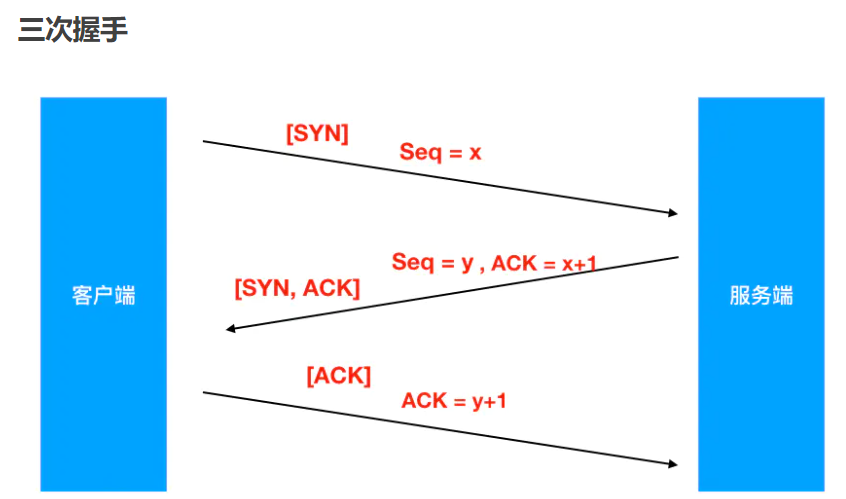 三次握手
[SYN]
Seq = x
Seq = y , ACK = x+1
[SYN, ACK]
客户端
服务端
[ACK]
ACK = y+1